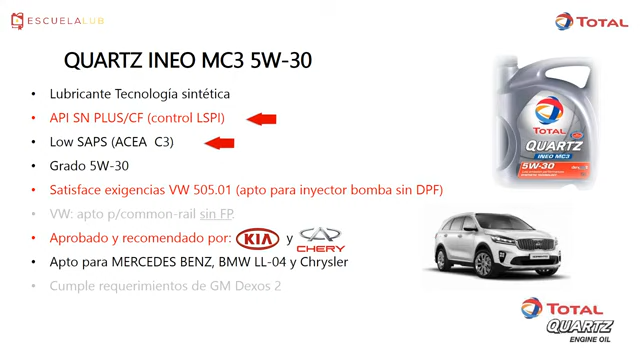 ESCUELALUB
TOTAL
QUARTZ INEO MC3 5W-30
• Lubricante Tecnología sintética
• API SN PLUS/CF (control LSPI)
• Low SAPS (ACEA C3)
• Grado 5W-30
• Satisface exigencias VW 505.01 (apto para inyector bomba sin DPF)
• VW: apto p/common-rail sin FP.
• Aprobado y recomendado por: KIA y CHERY
• Apto para MERCEDES BENZ, BMW LL-04 y Chrysler
• Cumple requerimientos de GM Dexos 2
TOTAL
QUARTZ
INEO MC3
5W-30
TOTAL
QUARTZ
ENGINE OIL